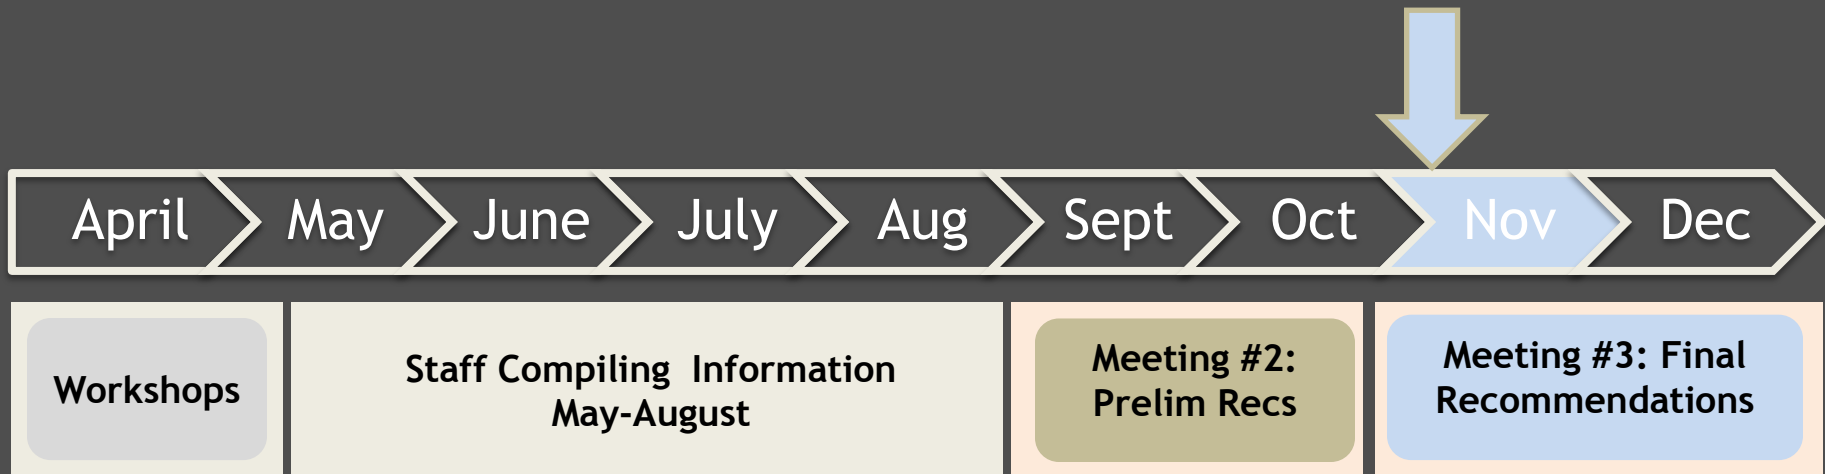 April May June July Aug Sept Oct Nov Dec
Workshops
Staff Compiling Information
May-August
Meeting #2:
Prelim Recs
Meeting #3: Final
Recommendations